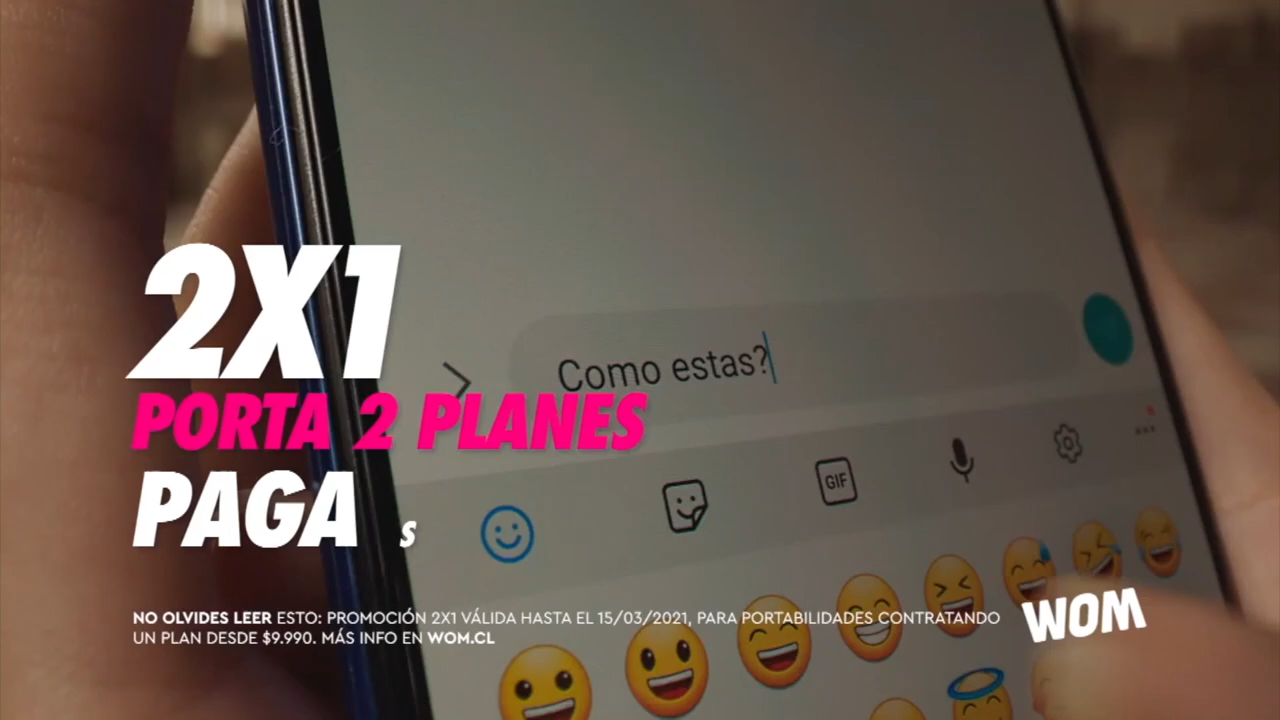 2X1
Como estas?
PORTA 2 PLANES
PAGA s
GIF
NO OLVIDES LEER ESTO: PROMOCIÓN 2X1 VÁLIDA HASTA EL 15/03/2021, PARA PORTABILIDADES CONTRATANDO
UN PLAN DESDE $9.990. MÁS INFO EN WOM.CL
WOM